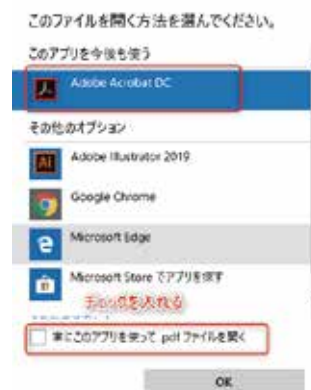 このファイルを開く方法を選んでください。
このアプリを今後も使う
Adobe Acrobat DC
その他のオプション
Adobe Illustrator 2019
Google Chrome
Microsoft Edge
Microsoft Store でアプリを探す
チェックを入れる
常にこのアプリを使って .pdf ファイルを開く
OK